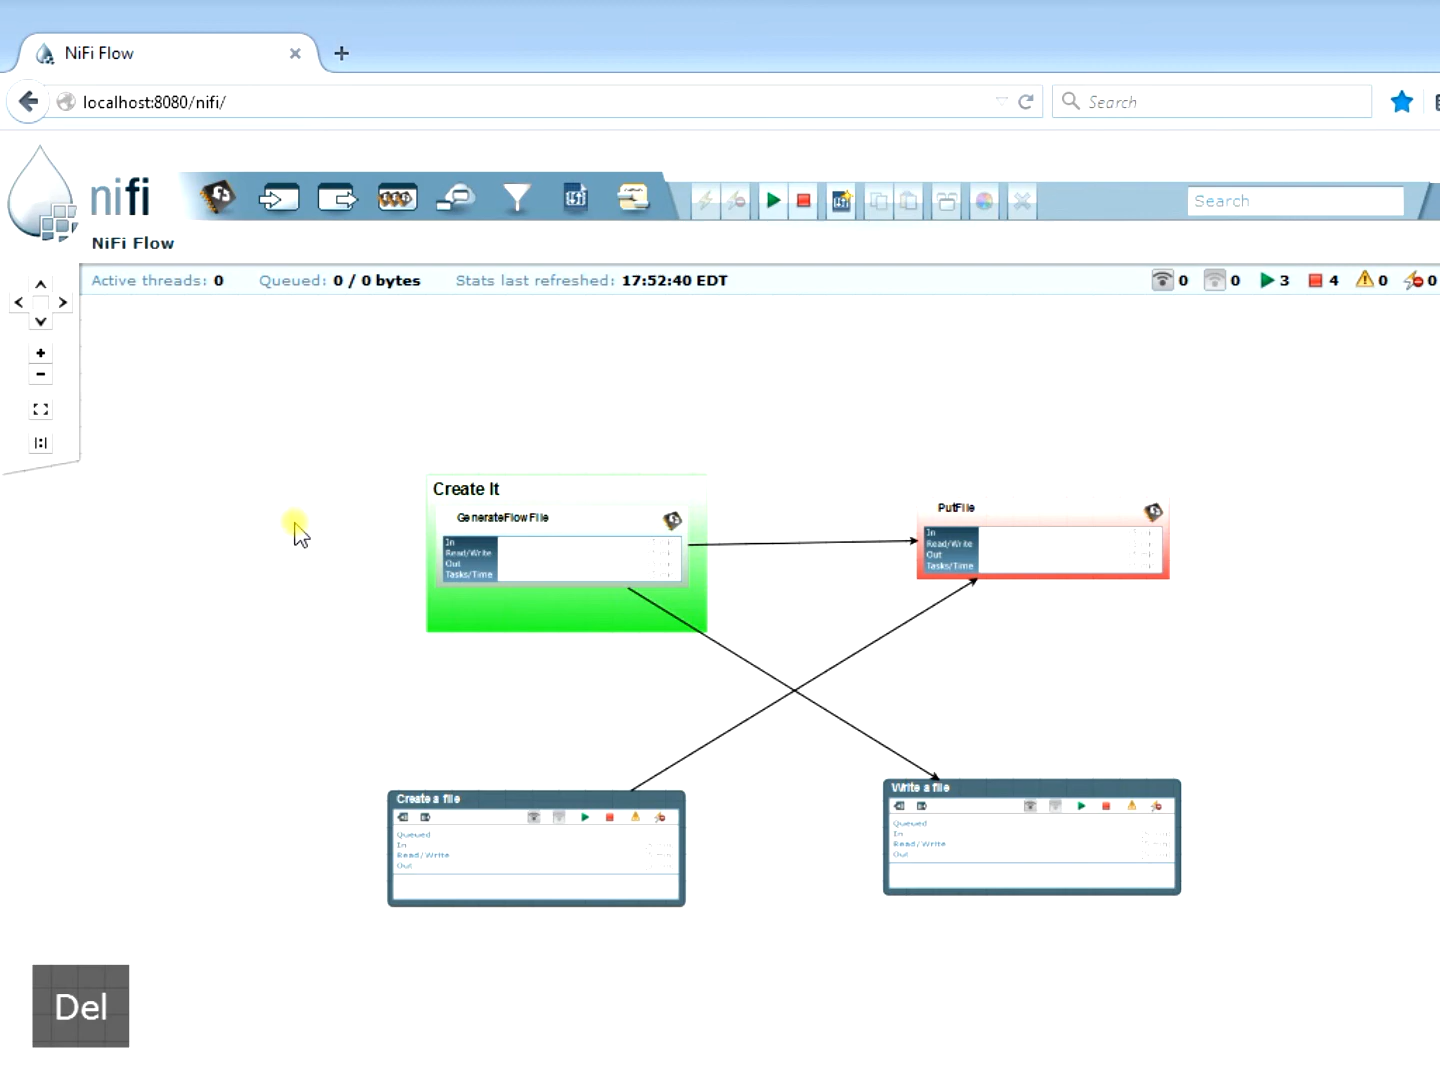 NiFi Flow
localhost:8080/nifi/
Search
nifi
Search
NiFi Flow
Active threads: 0 Queued: 0 / 0 bytes Stats last refreshed: 17:52:40 EDT 0 0 3 4 0 0
Create It
GenerateFlowFile
In
Read/Write
Out
Tasks/Time
PutFile
In
Read/Write
Out
Tasks/Time
Create a file
Queued
In
Read/Write
Out
Write a file
Queued
In
Read/Write
Out
Del